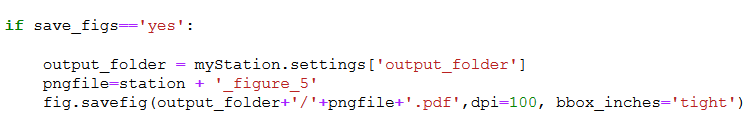 if save_figs=='yes':
output_folder = myStation.settings['output_folder']
pngfile=station + '_figure_5'
fig.savefig(output_folder+'/'+pngfile+'.pdf',dpi=100, bbox_inches='tight')